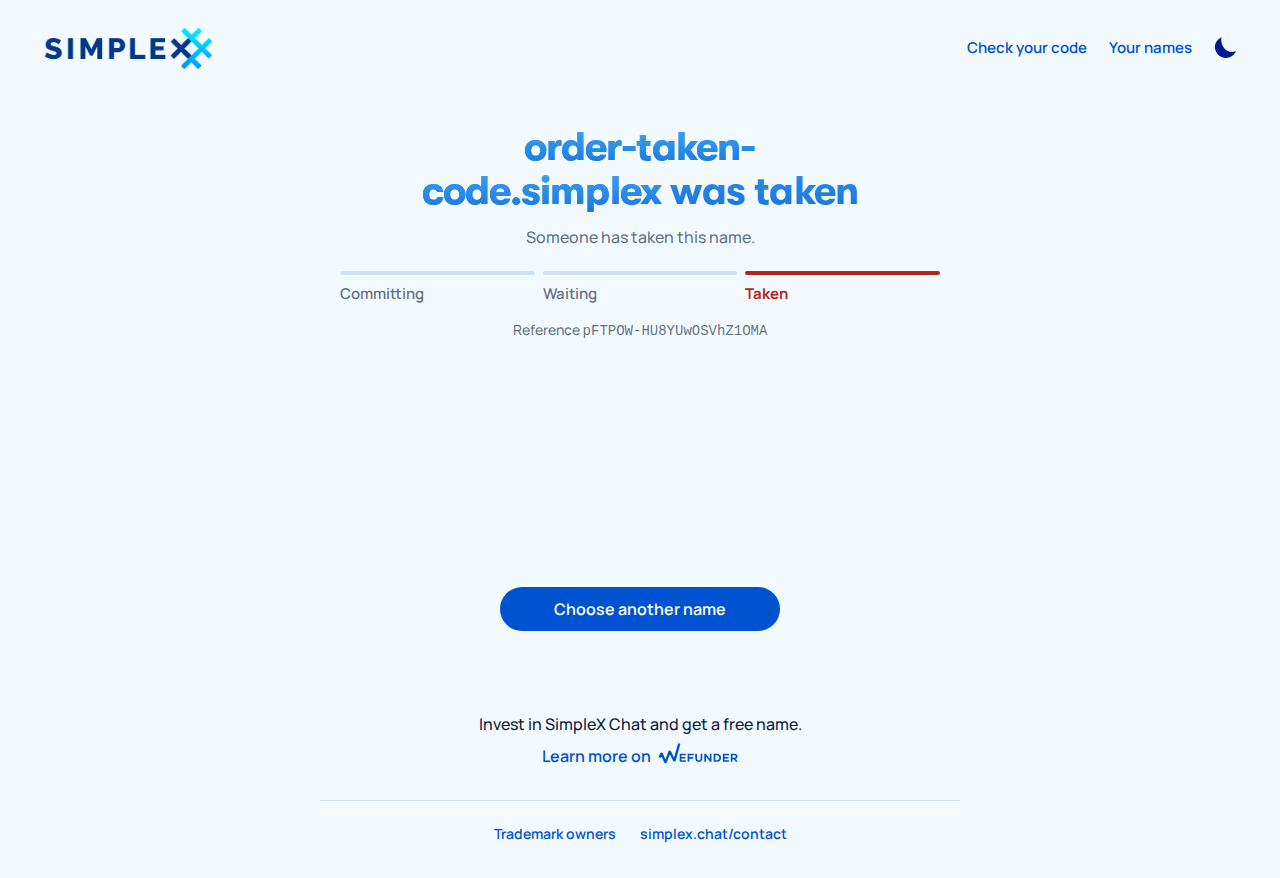 SIMPLEX
Check your code
Your names
order-taken-
code.simplex was taken
Someone has taken this name.
Committing
Waiting
Taken
Reference pFTPOW-HU8YUwOSVhZ1OMA
Choose another name
Invest in SimpleX Chat and get a free name.
Learn more on WEFUNDER
Trademark owners
simplex.chat/contact